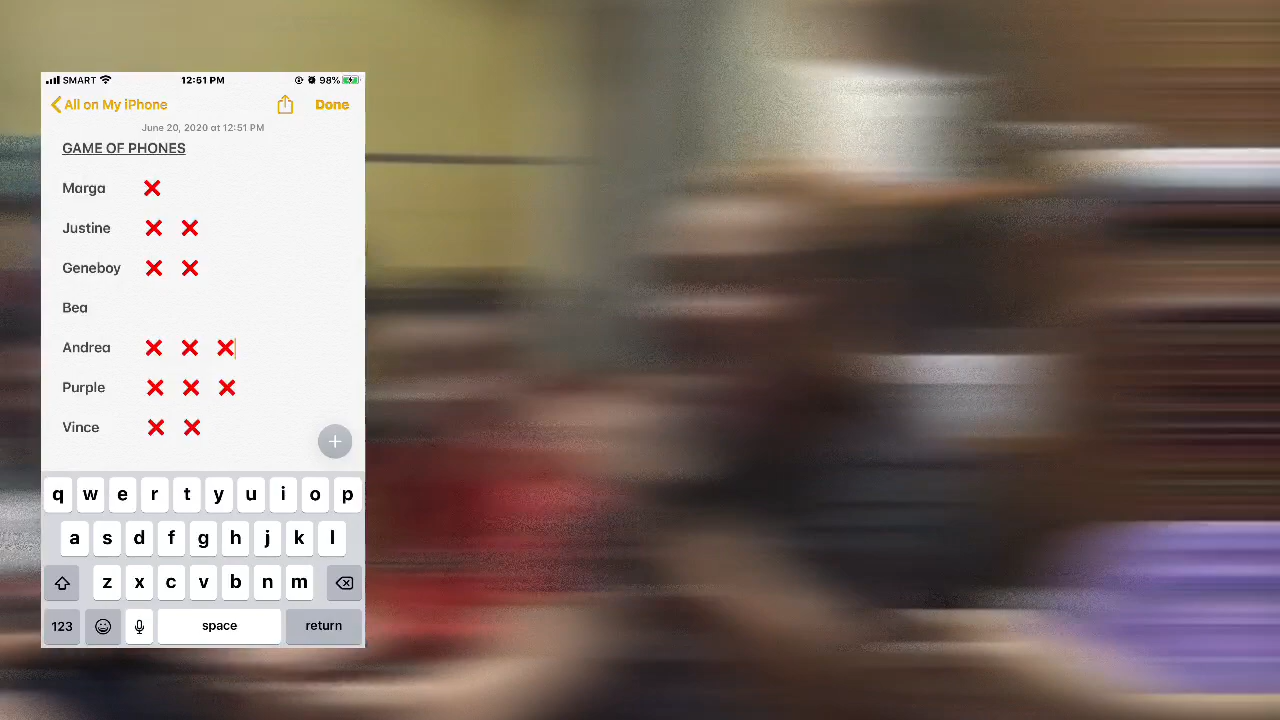 SMART 12:51 PM 98%
All on My iPhone Done
June 20, 2020 at 12:51 PM
GAME OF PHONES
Marga ❌
Justine ❌ ❌
Geneboy ❌ ❌
Bea
Andrea ❌ ❌ ❌
Purple ❌ ❌ ❌
Vince ❌ ❌
q w e r t y u i o p
a s d f g h j k l
z x c v b n m
123 space return